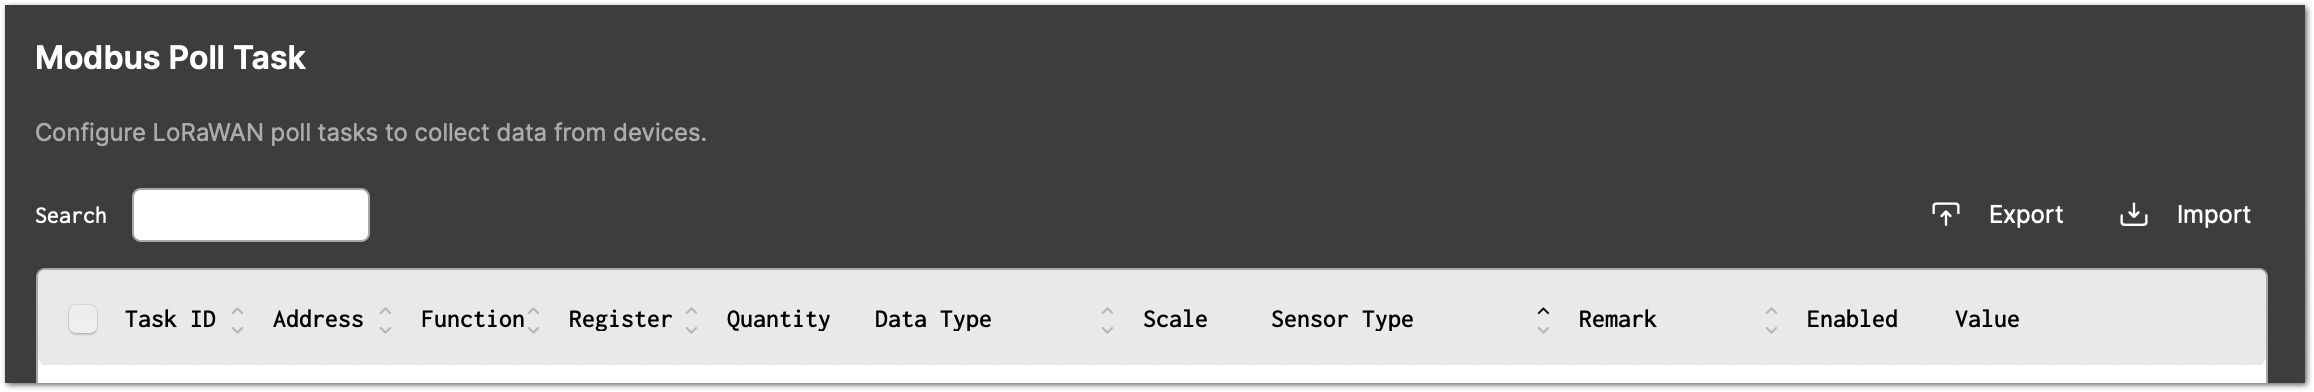 Modbus Poll Task
Configure LoRaWAN poll tasks to collect data from devices.
Search Export Import
Task ID Address Function Register Quantity Data Type Scale Sensor Type Remark Enabled Value